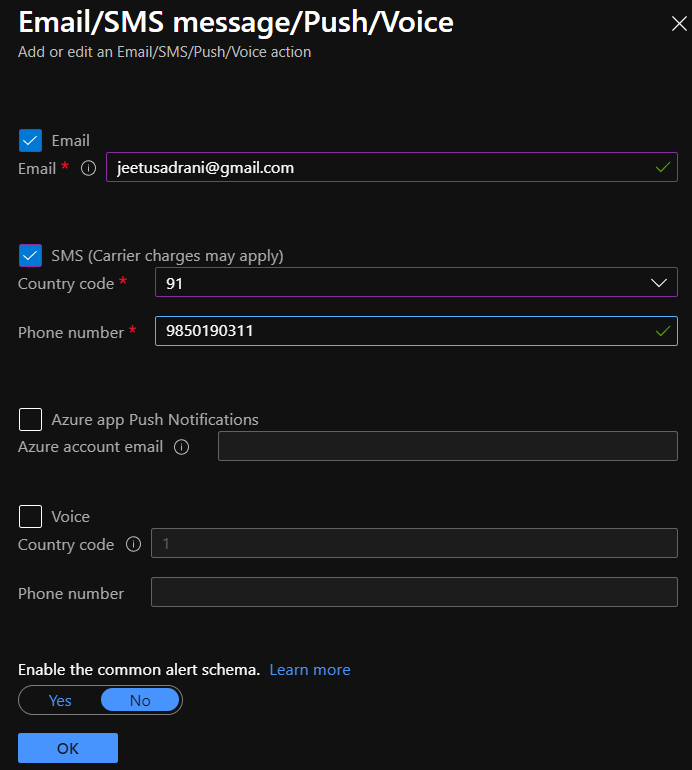 Email/SMS message/Push/Voice
Add or edit an Email/SMS/Push/Voice action
Email
Email * jeetusadrani@gmail.com
SMS (Carrier charges may apply)
Country code * 91
Phone number * 9850190311
Azure app Push Notifications
Azure account email
Voice
Country code 1
Phone number
Enable the common alert schema. Learn more
Yes No
OK